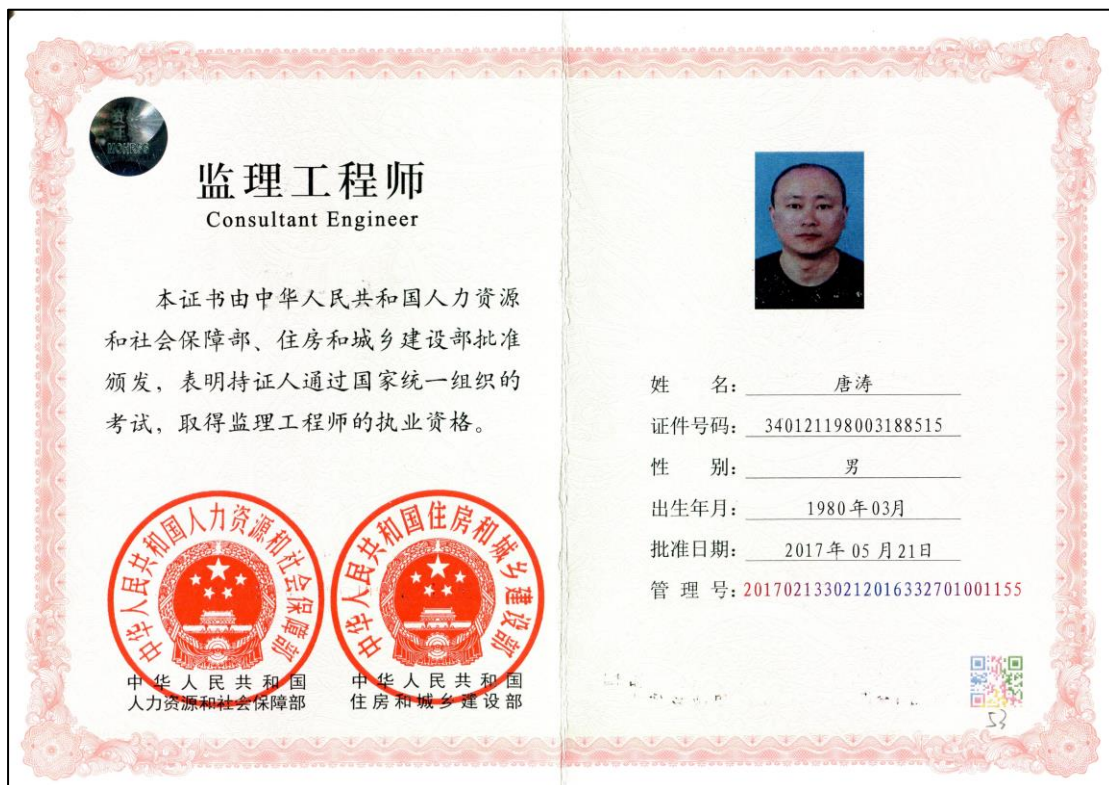 监理工程师
Consultant Engineer
本证书由中华人民共和国人力资源
和社会保障部、住房和城乡建设部批准
颁发，表明持证人通过国家统一组织的
考试，取得监理工程师的执业资格。
中华人民共和国人力资源和社会保障部
中华人民共和国住房和城乡建设部
中华人民共和国
人力资源和社会保障部
中华人民共和国
住房和城乡建设部
姓名：唐涛
证件号码：340121198003188515
性别：男
出生年月：1980年03月
批准日期：2017年05月21日
管理号：2017021330212016332701001155
53